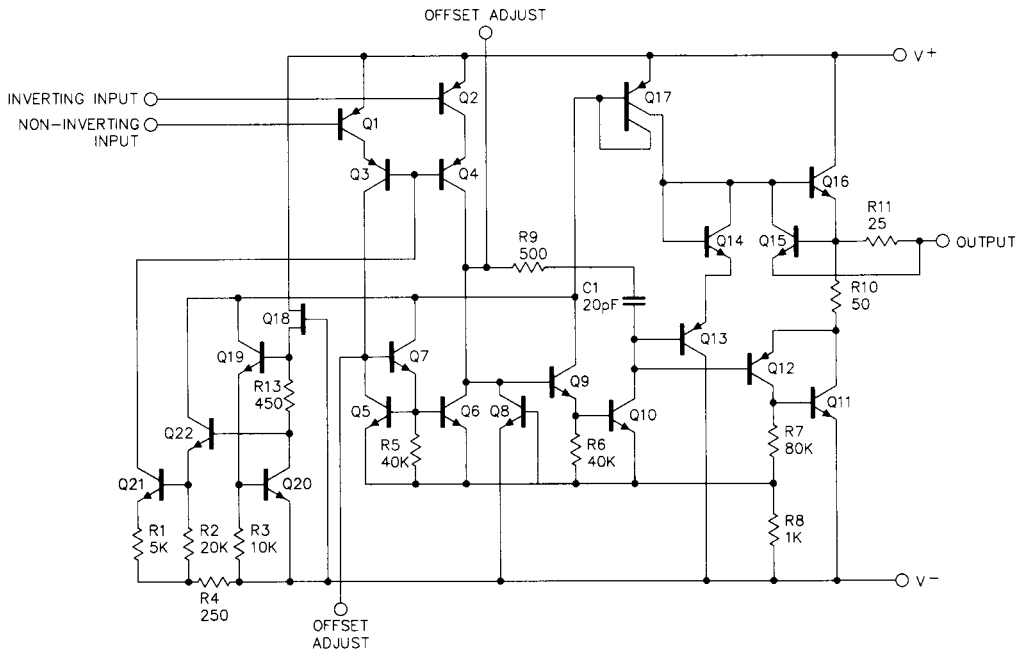 OFFSET ADJUST
V+
INVERTING INPUT
Q2
Q17
NON-INVERTING
INPUT
Q1
Q3
Q4
Q16
R11
25
R9
500
Q14
Q15
OUTPUT
C1
20pF
R10
50
Q18
Q13
Q19
Q7
Q12
R13
450
Q9
Q5
Q6
Q8
Q10
Q11
Q22
R5
40K
R6
40K
R7
80K
Q21
Q20
R1
5K
R2
20K
R3
10K
R8
1K
R4
250
V-
OFFSET
ADJUST